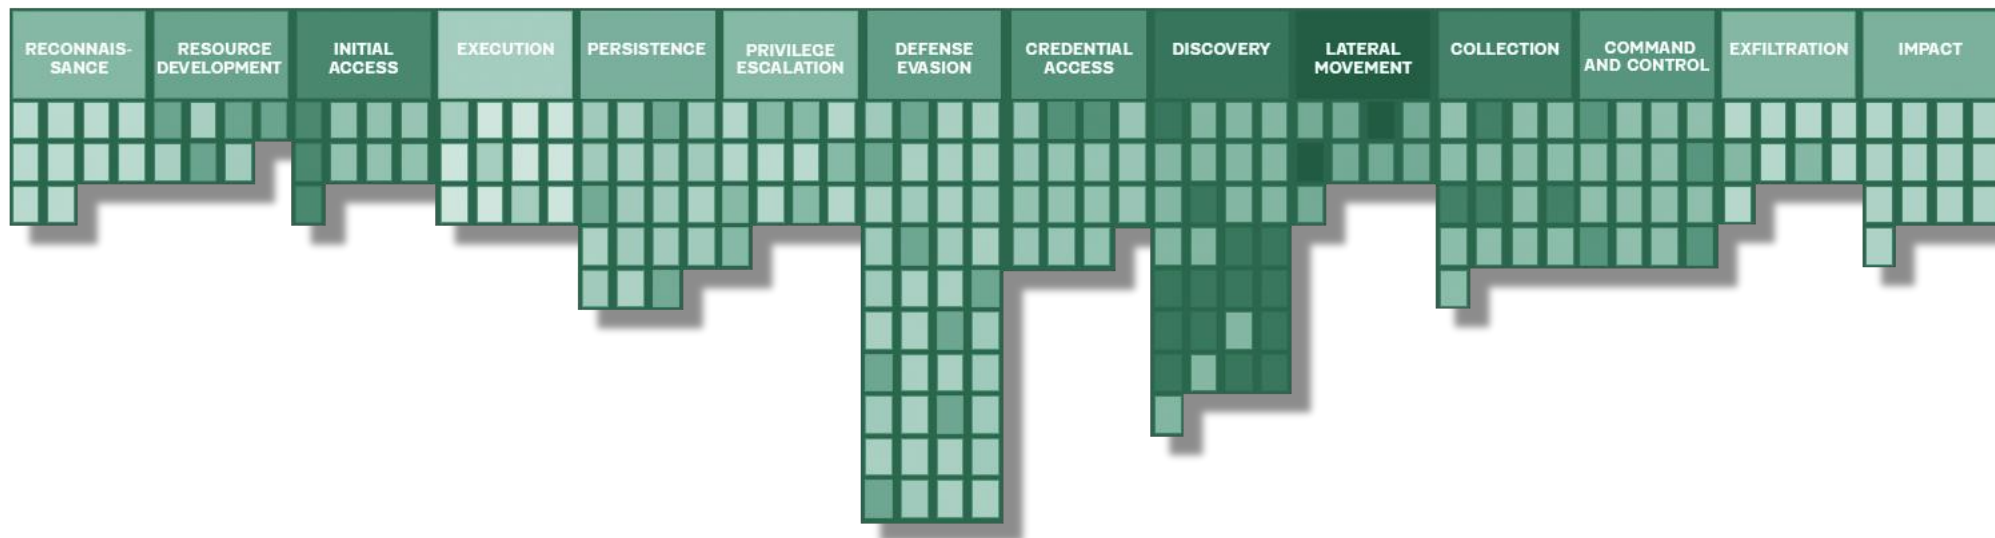 RECONNAIS-
SANCE
RESOURCE
DEVELOPMENT
INITIAL
ACCESS
EXECUTION
PERSISTENCE
PRIVILEGE
ESCALATION
DEFENSE
EVASION
CREDENTIAL
ACCESS
DISCOVERY
LATERAL
MOVEMENT
COLLECTION
COMMAND
AND CONTROL
EXFILTRATION
IMPACT